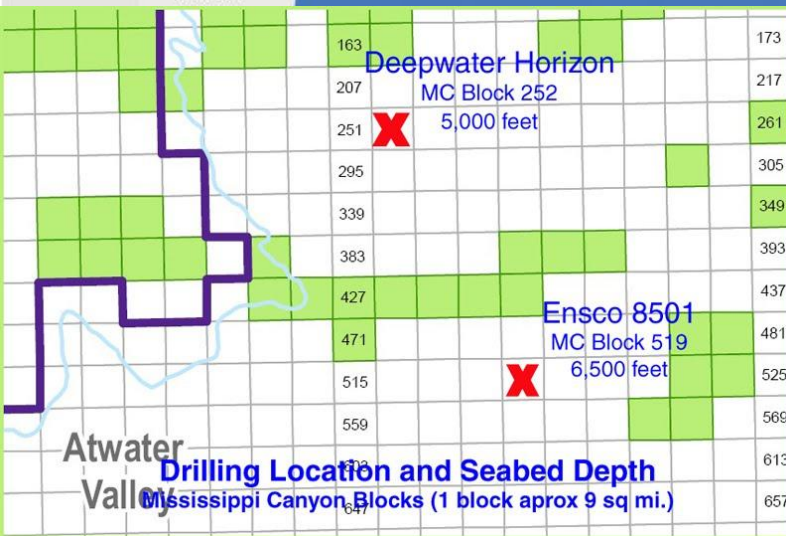 163
173
Deepwater Horizon
207
MC Block 252
217
251
5,000 feet
261
295
305
339
349
383
393
427
437
Ensco 8501
471
MC Block 519
481
515
6,500 feet
525
559
569
Atwater
Valley
603
613
Drilling Location and Seabed Depth
Mississippi Canyon Blocks (1 block aprox 9 sq mi.)
647
657